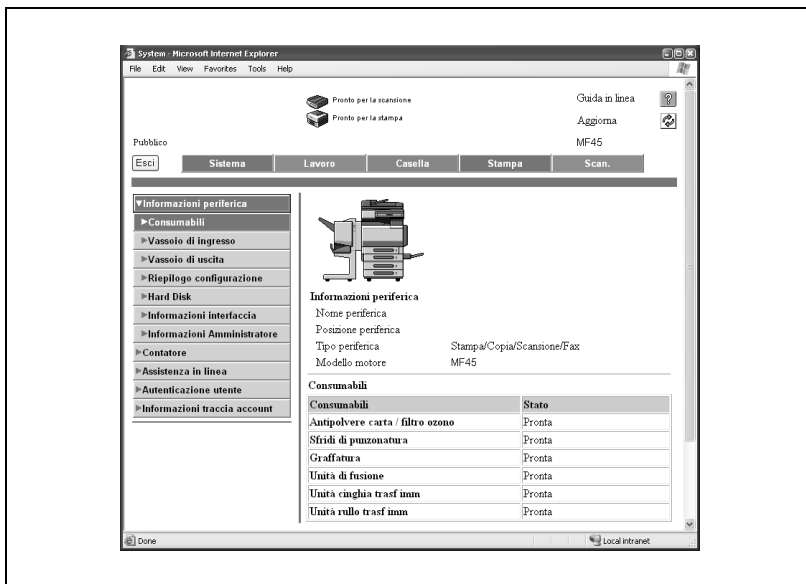 System - Microsoft Internet Explorer
File Edit View Favorites Tools Help
Pronto per la scansione
Pronto per la stampa
Guida in linea ?
Aggiorna
Pubblico
MF45
Esci Sistema Lavoro Casella Stampa Scan.
Informazioni periferica
Consumabili
Vassoio di ingresso
Vassoio di uscita
Riepilogo configurazione
Hard Disk
Informazioni interfaccia
Informazioni Amministratore
Contatore
Assistenza in linea
Autenticazione utente
Informazioni traccia account
Informazioni periferica
Nome periferica
Posizione periferica
Tipo periferica Stampa/Copia/Scansione/Fax
Modello motore MF45
Consumabili
Consumabili Stato
Antipolvere carta / filtro ozono Pronta
Sfridi di punzonatura Pronta
Graffatura Pronta
Unità di fusione Pronta
Unità cinghia trasf imm Pronta
Unità rullo trasf imm Pronta
Done Local intranet